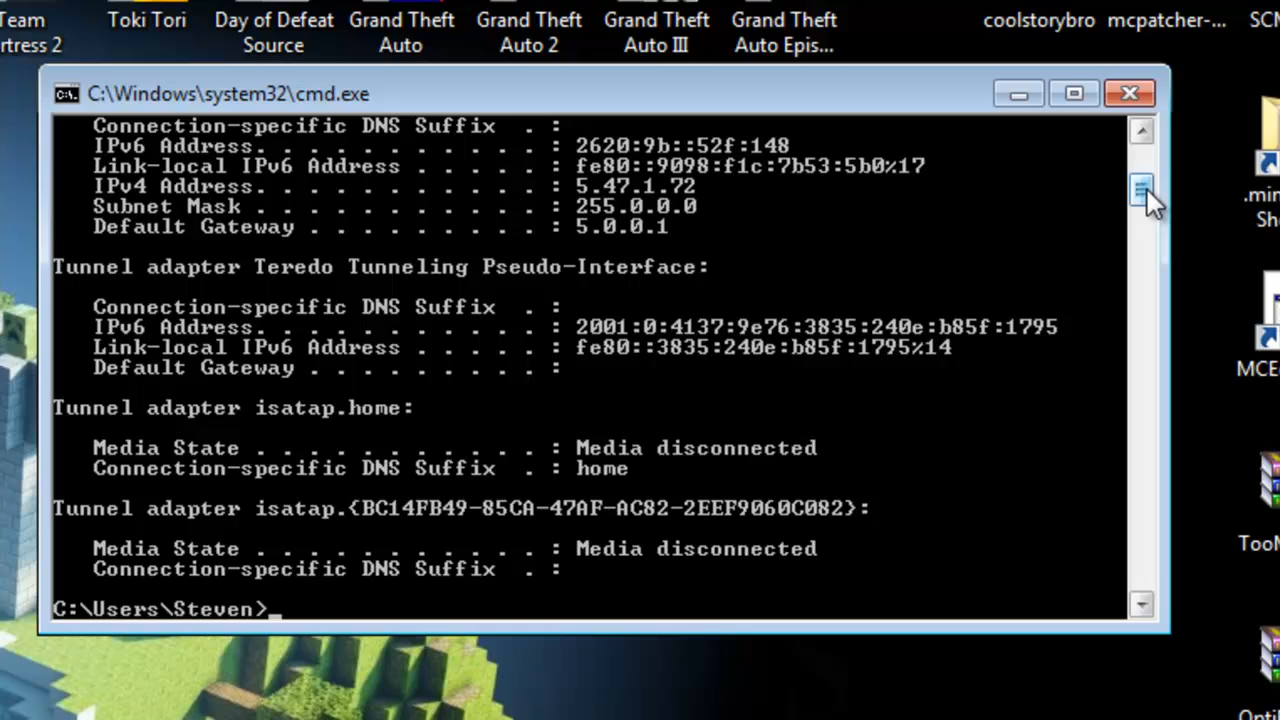 Team
rtress 2
Toki Tori
Day of Defeat
Source
Grand Theft
Auto
Grand Theft
Auto 2
Grand Theft
Auto III
Grand Theft
Auto Epis...
coolstorybro
mcpatcher-...
SCM
C:\Windows\system32\cmd.exe
Connection-specific DNS Suffix . :
IPv6 Address. . . . . . . . . . . : 2620:9b::52f:148
Link-local IPv6 Address . . . . . : fe80::9098:f1c:7b53:5b0%17
IPv4 Address. . . . . . . . . . . : 5.47.1.72
Subnet Mask . . . . . . . . . . . : 255.0.0.0
Default Gateway . . . . . . . . . : 5.0.0.1
Tunnel adapter Teredo Tunneling Pseudo-Interface:
Connection-specific DNS Suffix . :
IPv6 Address. . . . . . . . . . . : 2001:0:4137:9e76:3835:240e:b85f:1795
Link-local IPv6 Address . . . . . : fe80::3835:240e:b85f:1795%14
Default Gateway . . . . . . . . . :
Tunnel adapter isatap.home:
Media State . . . . . . . . . . . : Media disconnected
Connection-specific DNS Suffix . : home
Tunnel adapter isatap.{BC14FB49-85CA-47AF-AC82-2EEF9060C082}:
Media State . . . . . . . . . . . : Media disconnected
Connection-specific DNS Suffix . :
C:\Users\Steven>_
.min
Sho
MCE
TooM
Opti